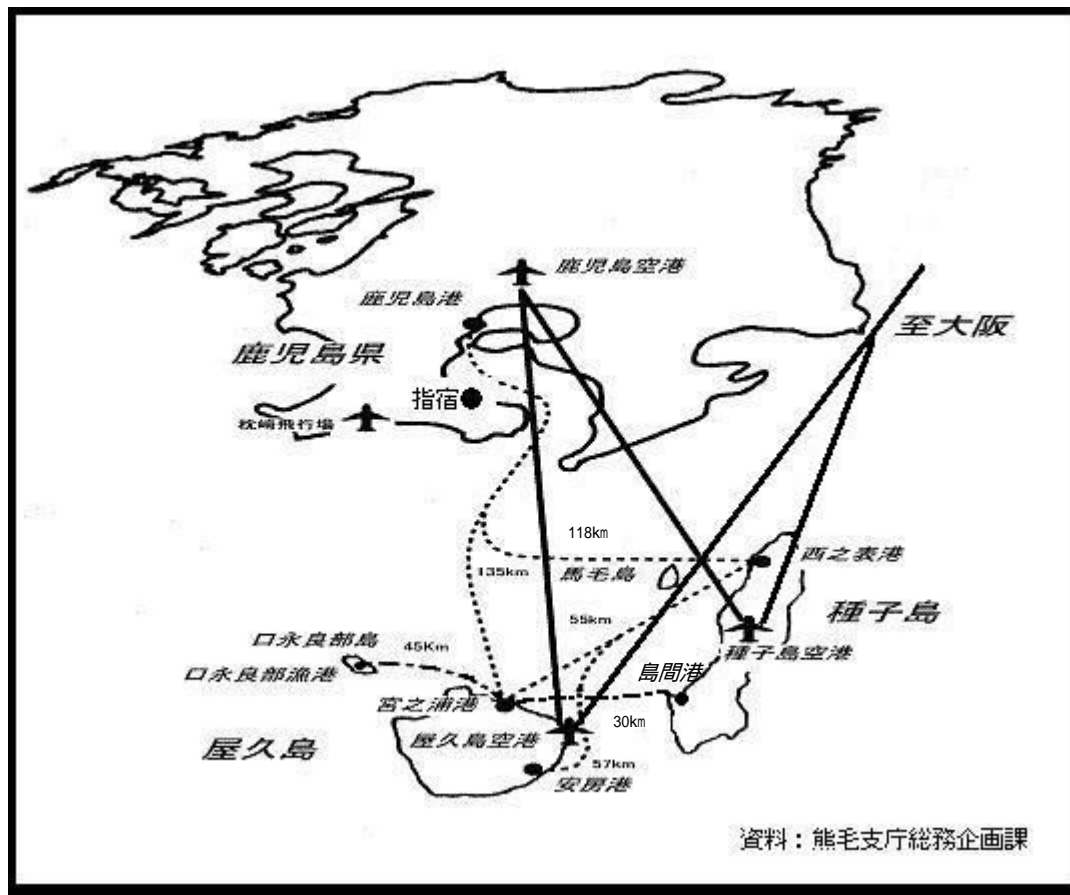 鹿児島空港
鹿児島港
至大阪
鹿児島県
指宿
枕崎飛行場
118㎞
西之表港
135km
馬毛島
種子島
55km
口永良部島
45Km
種子島空港
口永良部漁港
島間港
宮之浦港
30㎞
屋久島空港
屋久島
57km
安房港
資料：熊毛支庁総務企画課